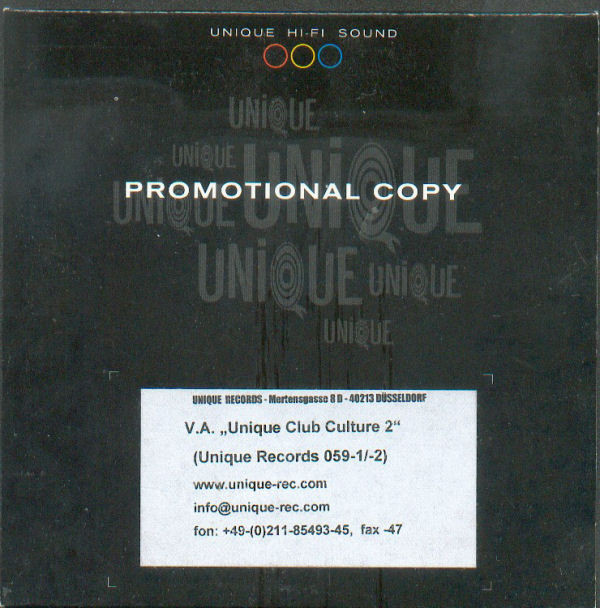 UNIQUE HI-FI SOUND
UNiQUE
UNiQUE
UNiQUE
PROMOTIONAL COPY
UNiQUE
UNiQUE
UNiQUE
UNiQUE
UNIQUE RECORDS - Mertensgasse 8 D - 40213 DÜSSELDORF
V.A. „Unique Club Culture 2“
(Unique Records 059-1/-2)
www.unique-rec.com
info@unique-rec.com
fon: +49-(0)211-85493-45, fax -47